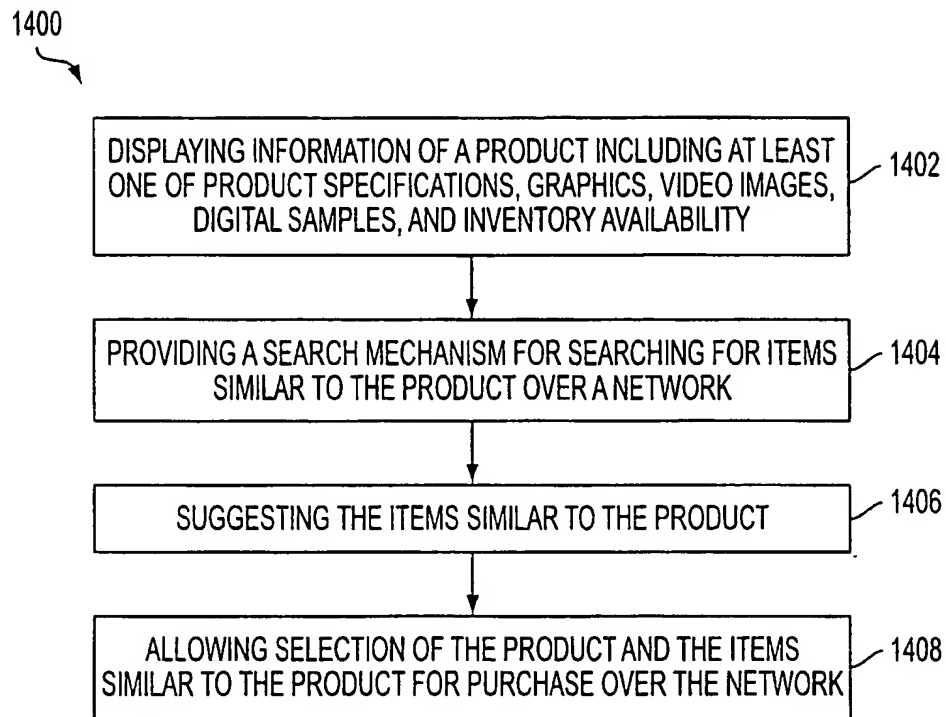 1400
DISPLAYING INFORMATION OF A PRODUCT INCLUDING AT LEAST
ONE OF PRODUCT SPECIFICATIONS, GRAPHICS, VIDEO IMAGES,
DIGITAL SAMPLES, AND INVENTORY AVAILABILITY
1402
PROVIDING A SEARCH MECHANISM FOR SEARCHING FOR ITEMS
SIMILAR TO THE PRODUCT OVER A NETWORK
1404
SUGGESTING THE ITEMS SIMILAR TO THE PRODUCT
1406
ALLOWING SELECTION OF THE PRODUCT AND THE ITEMS
SIMILAR TO THE PRODUCT FOR PURCHASE OVER THE NETWORK
1408